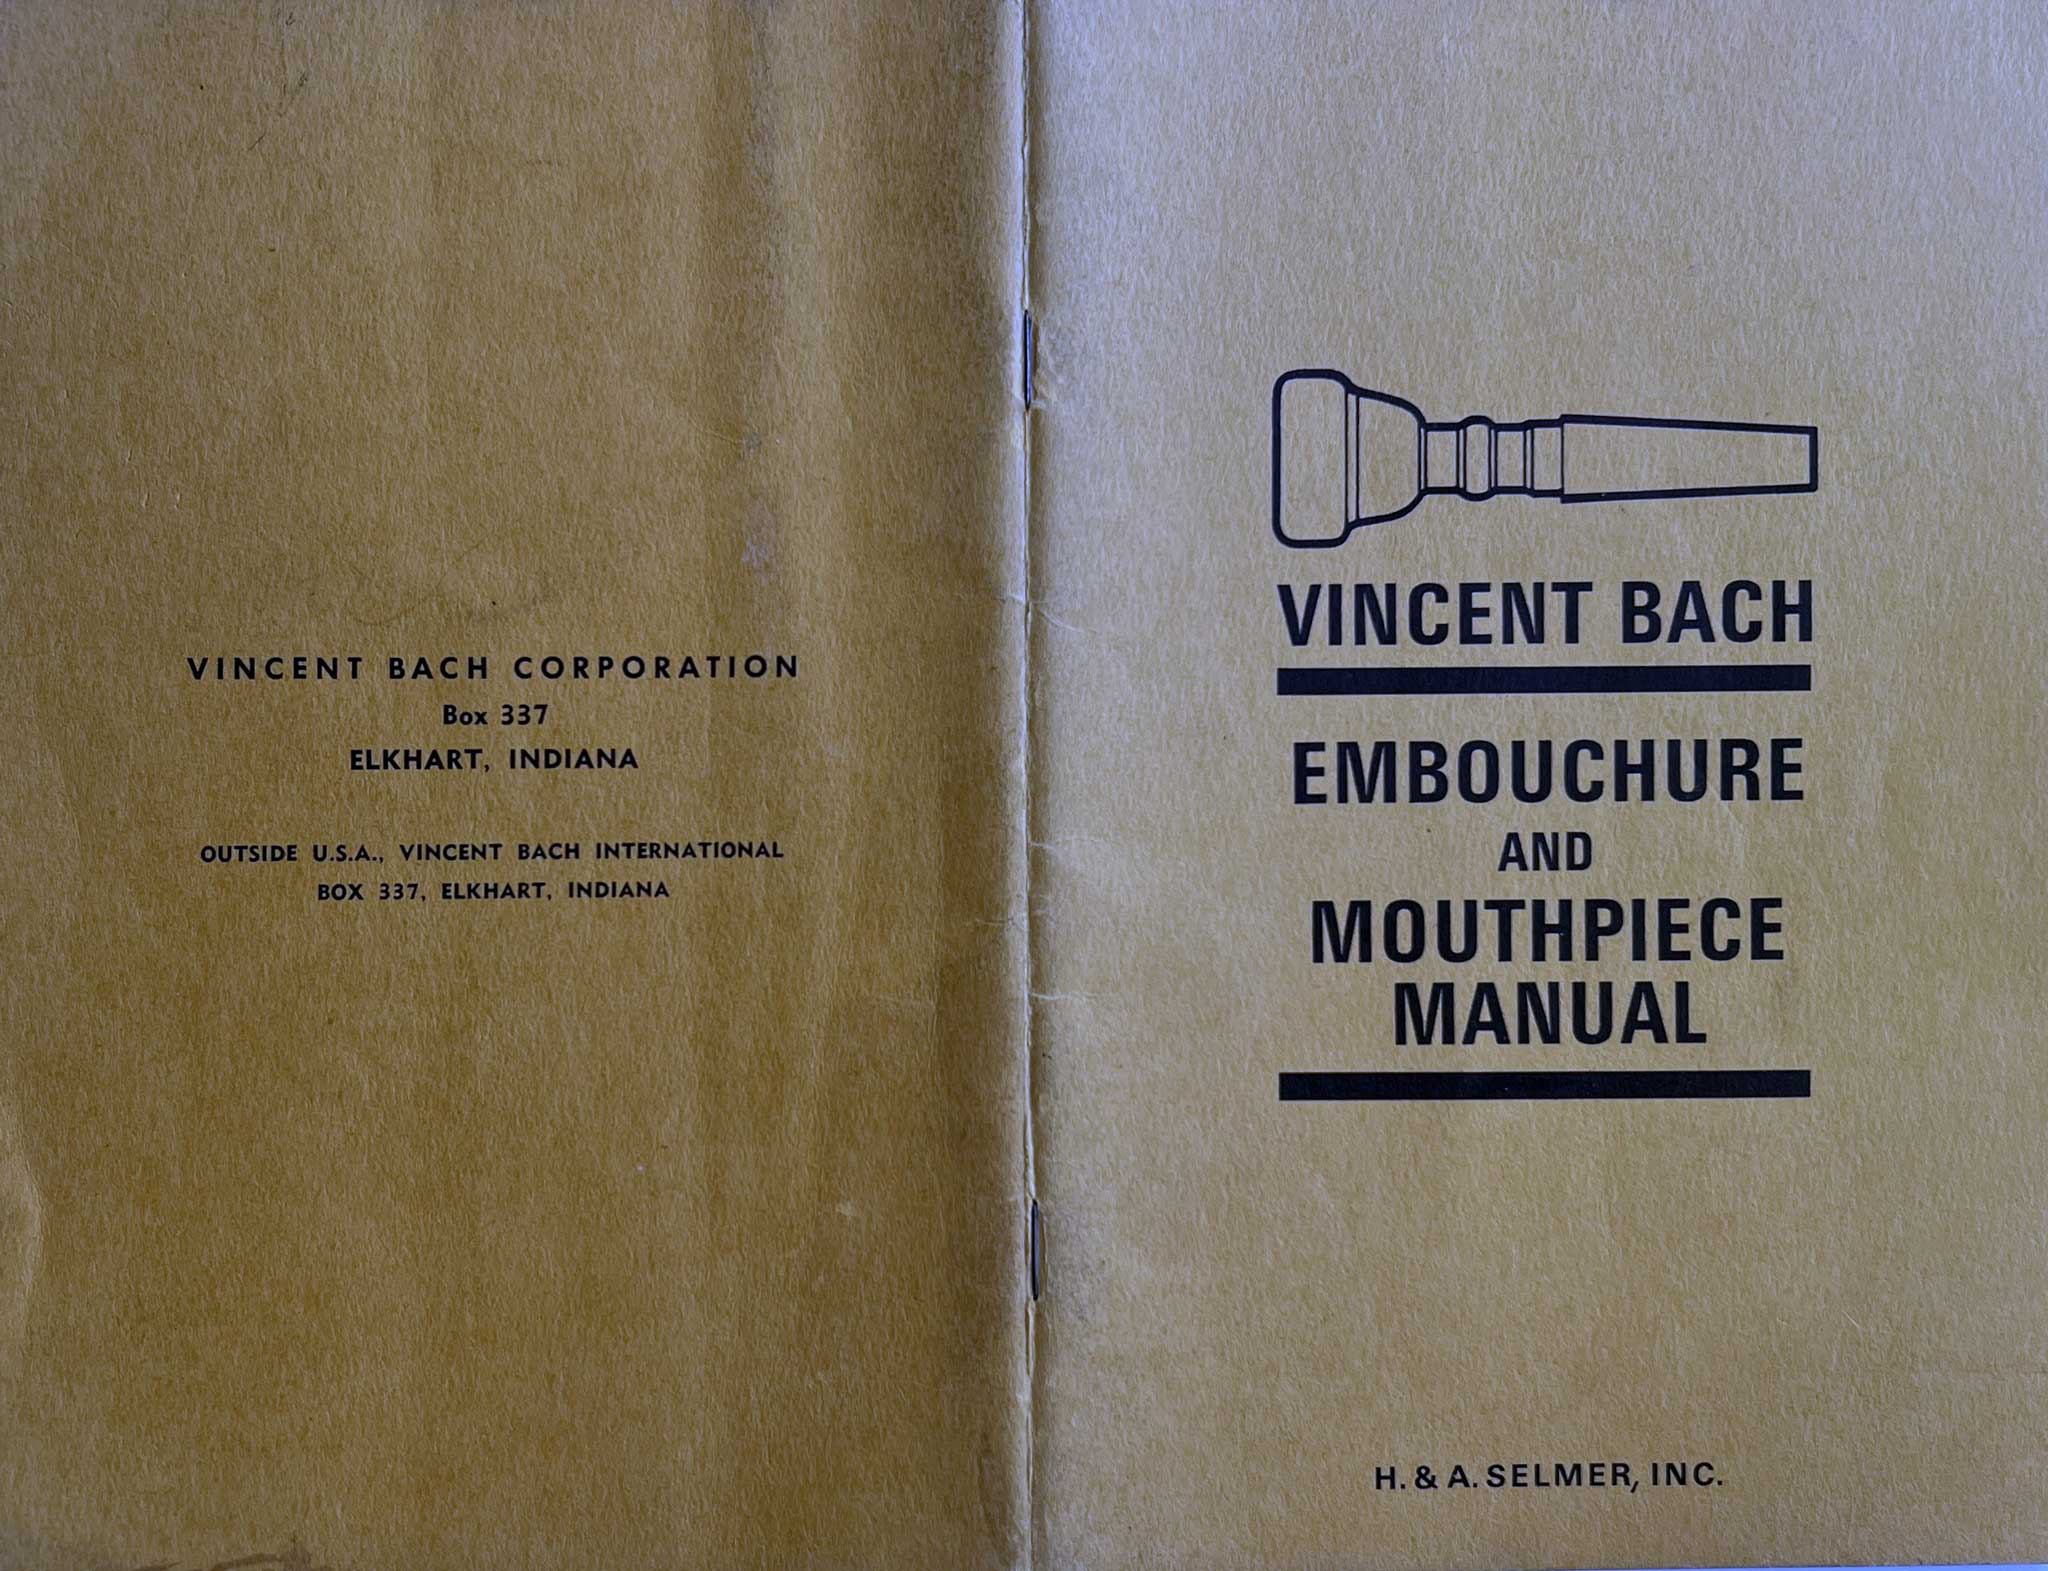 VINCENT BACH CORPORATION
Box 337
ELKHART, INDIANA
OUTSIDE U.S.A., VINCENT BACH INTERNATIONAL
BOX 337, ELKHART, INDIANA
VINCENT BACH
EMBOUCHURE
AND
MOUTHPIECE
MANUAL
H. & A. SELMER, INC.